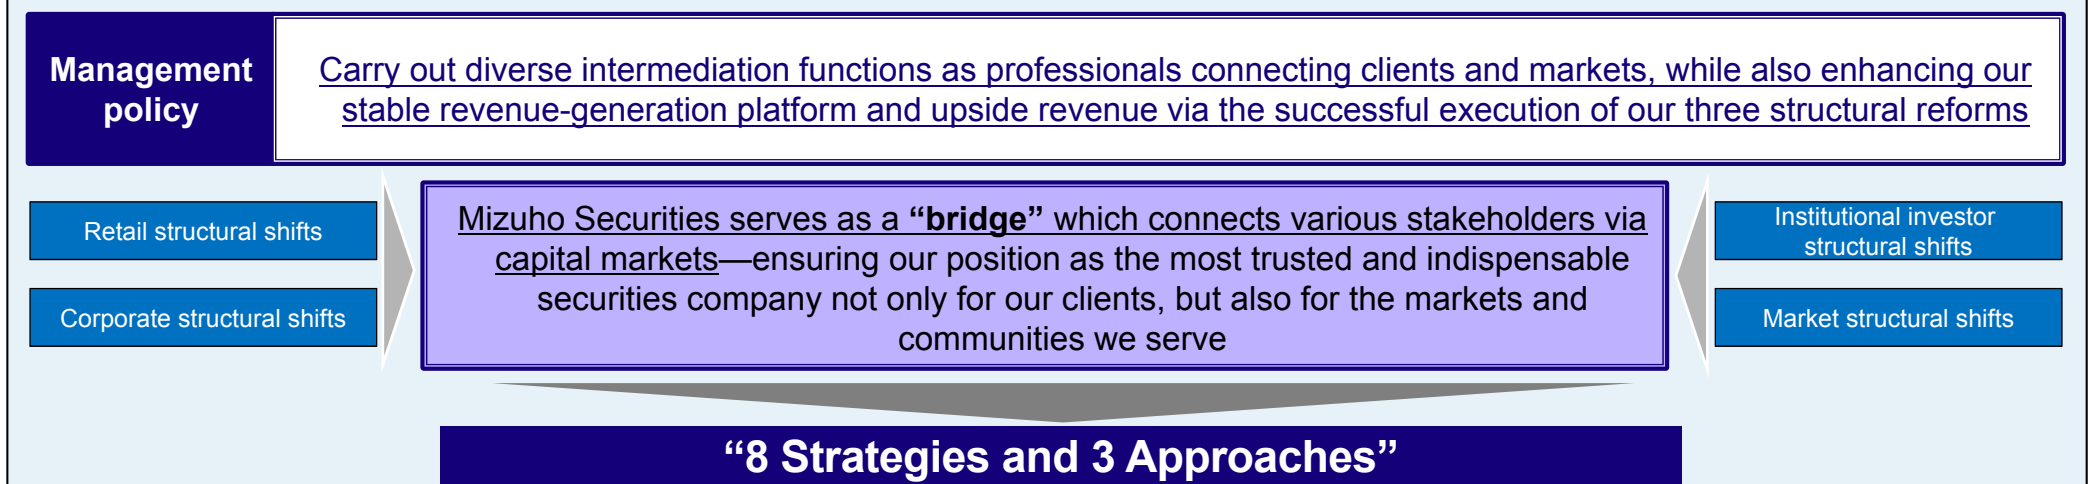 Management
policy
Carry out diverse intermediation functions as professionals connecting clients and markets, while also enhancing our
stable revenue-generation platform and upside revenue via the successful execution of our three structural reforms
Retail structural shifts
Corporate structural shifts
Mizuho Securities serves as a “bridge” which connects various stakeholders via
capital markets—ensuring our position as the most trusted and indispensable
securities company not only for our clients, but also for the markets and
communities we serve
Institutional investor
structural shifts
Market structural shifts
“8 Strategies and 3 Approaches”